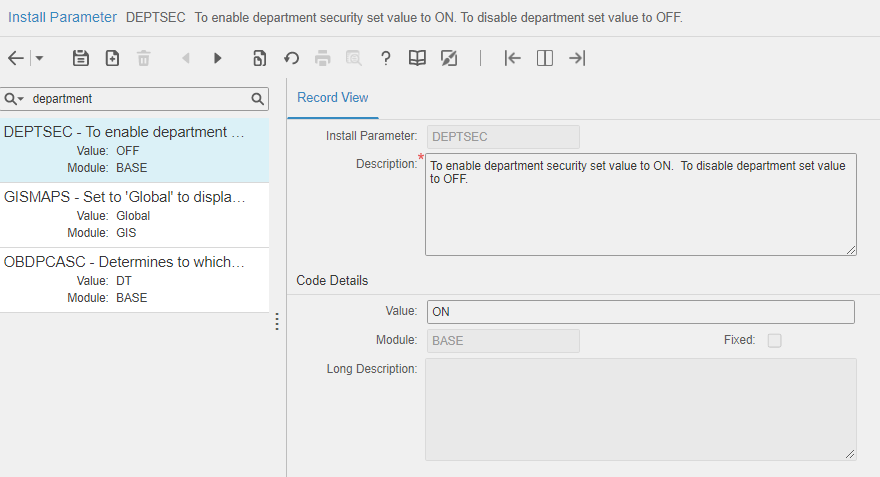 Install Parameter DEPTSEC To enable department security set value to ON. To disable department set value to OFF.
department
DEPTSEC - To enable department ...
Value: OFF
Module: BASE
GISMAPS - Set to 'Global' to displa...
Value: Global
Module: GIS
OBDPCASC - Determines to which...
Value: DT
Module: BASE
Record View
Install Parameter: DEPTSEC
Description:* To enable department security set value to ON. To disable department set value
to OFF.
Code Details
Value: ON
Module: BASE Fixed:
Long Description: